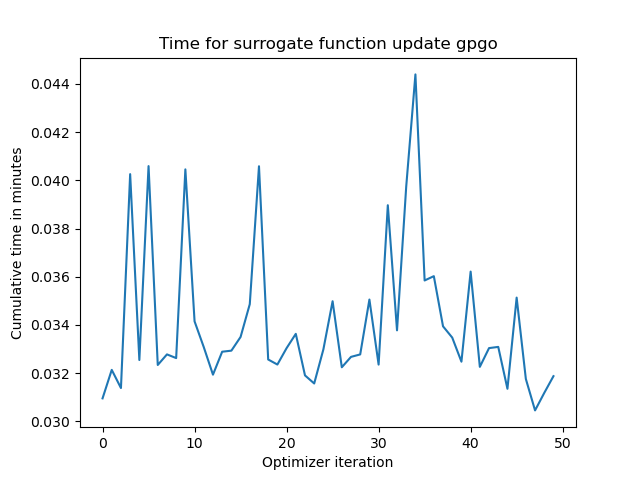 Time for surrogate function update gpgo
0.044
0.042
0.040
0.038
0.036
0.034
0.032
0.030
Cumulative time in minutes
0 10 20 30 40 50
Optimizer iteration